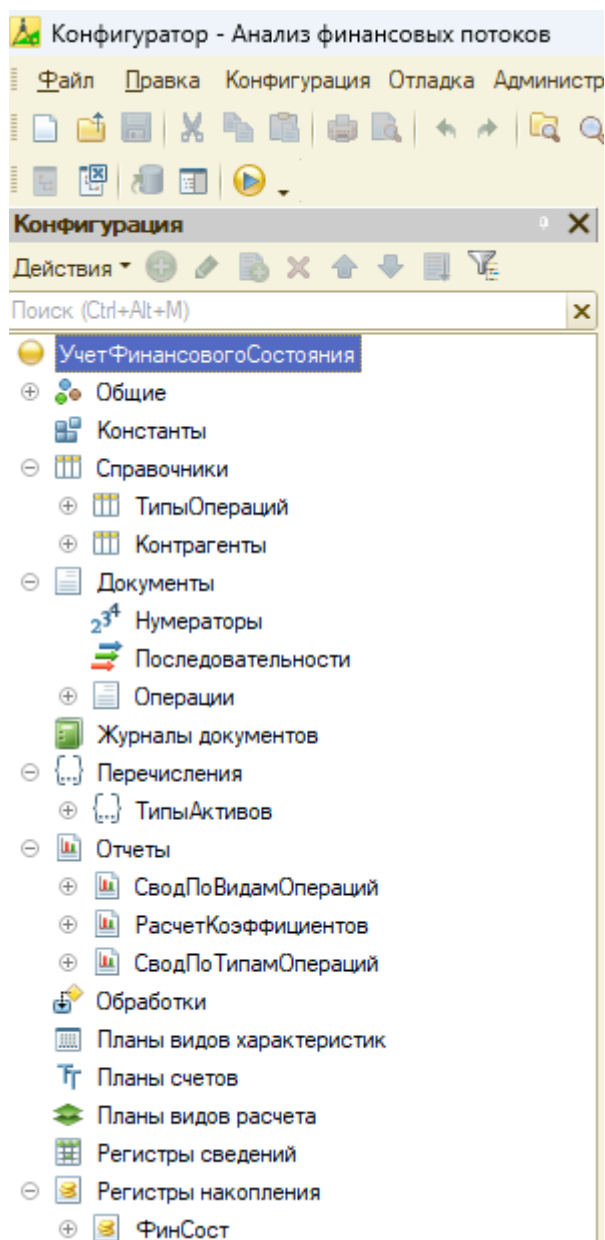 Конфигуратор - Анализ финансовых потоков
Файл Правка Конфигурация Отладка Администр
Конфигурация
Действия
Поиск (Ctrl+Alt+M)
УчетФинансовогоСостояния
Общие
Константы
Справочники
ТипыОпераций
Контрагенты
Документы
Нумераторы
Последовательности
Операции
Журналы документов
Перечисления
ТипыАктивов
Отчеты
СводПоВидамОпераций
РасчетКоэффициентов
СводПоТипамОпераций
Обработки
Планы видов характеристик
Планы счетов
Планы видов расчета
Регистры сведений
Регистры накопления
ФинСост